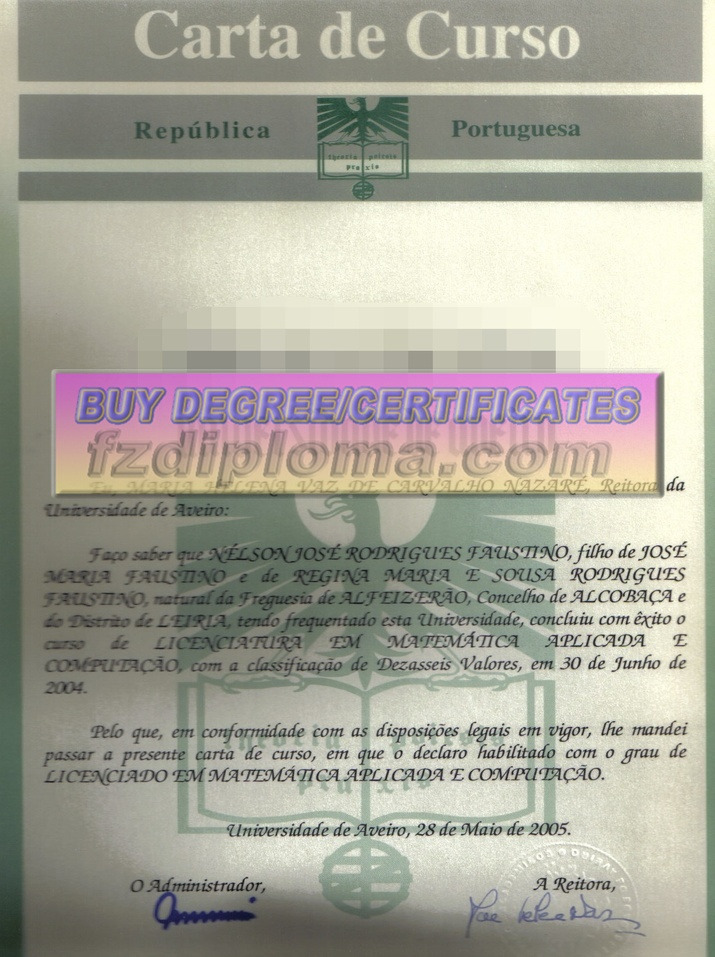 Carta de Curso
República Portuguesa
theoria poiesis
praxis
BUY DEGREE/CERTIFICATES
fzdiploma.com
Eu, MARIA HELENA VAZ DE CARVALHO NAZARÉ, Reitora da
Universidade de Aveiro:
Faço saber que NÉLSON JOSÉ RODRIGUES FAUSTINO, filho de JOSÉ
MARIA FAUSTINO e de REGINA MARIA E SOUSA RODRIGUES
FAUSTINO, natural da Freguesia de ALFEIZERÃO, Concelho de ALCOBAÇA e
do Distrito de LEIRIA, tendo frequentado esta Universidade, concluiu com êxito o
curso de LICENCIATURA EM MATEMÁTICA APLICADA E
COMPUTAÇÃO, com a classificação de Dezasseis Valores, em 30 de Junho de
2004.
Pelo que, em conformidade com as disposições legais em vigor, lhe mandei
passar a presente carta de curso, em que o declaro habilitado com o grau de
LICENCIADO EM MATEMÁTICA APLICADA E COMPUTAÇÃO.
Universidade de Aveiro, 28 de Maio de 2005.
O Administrador, A Reitora,